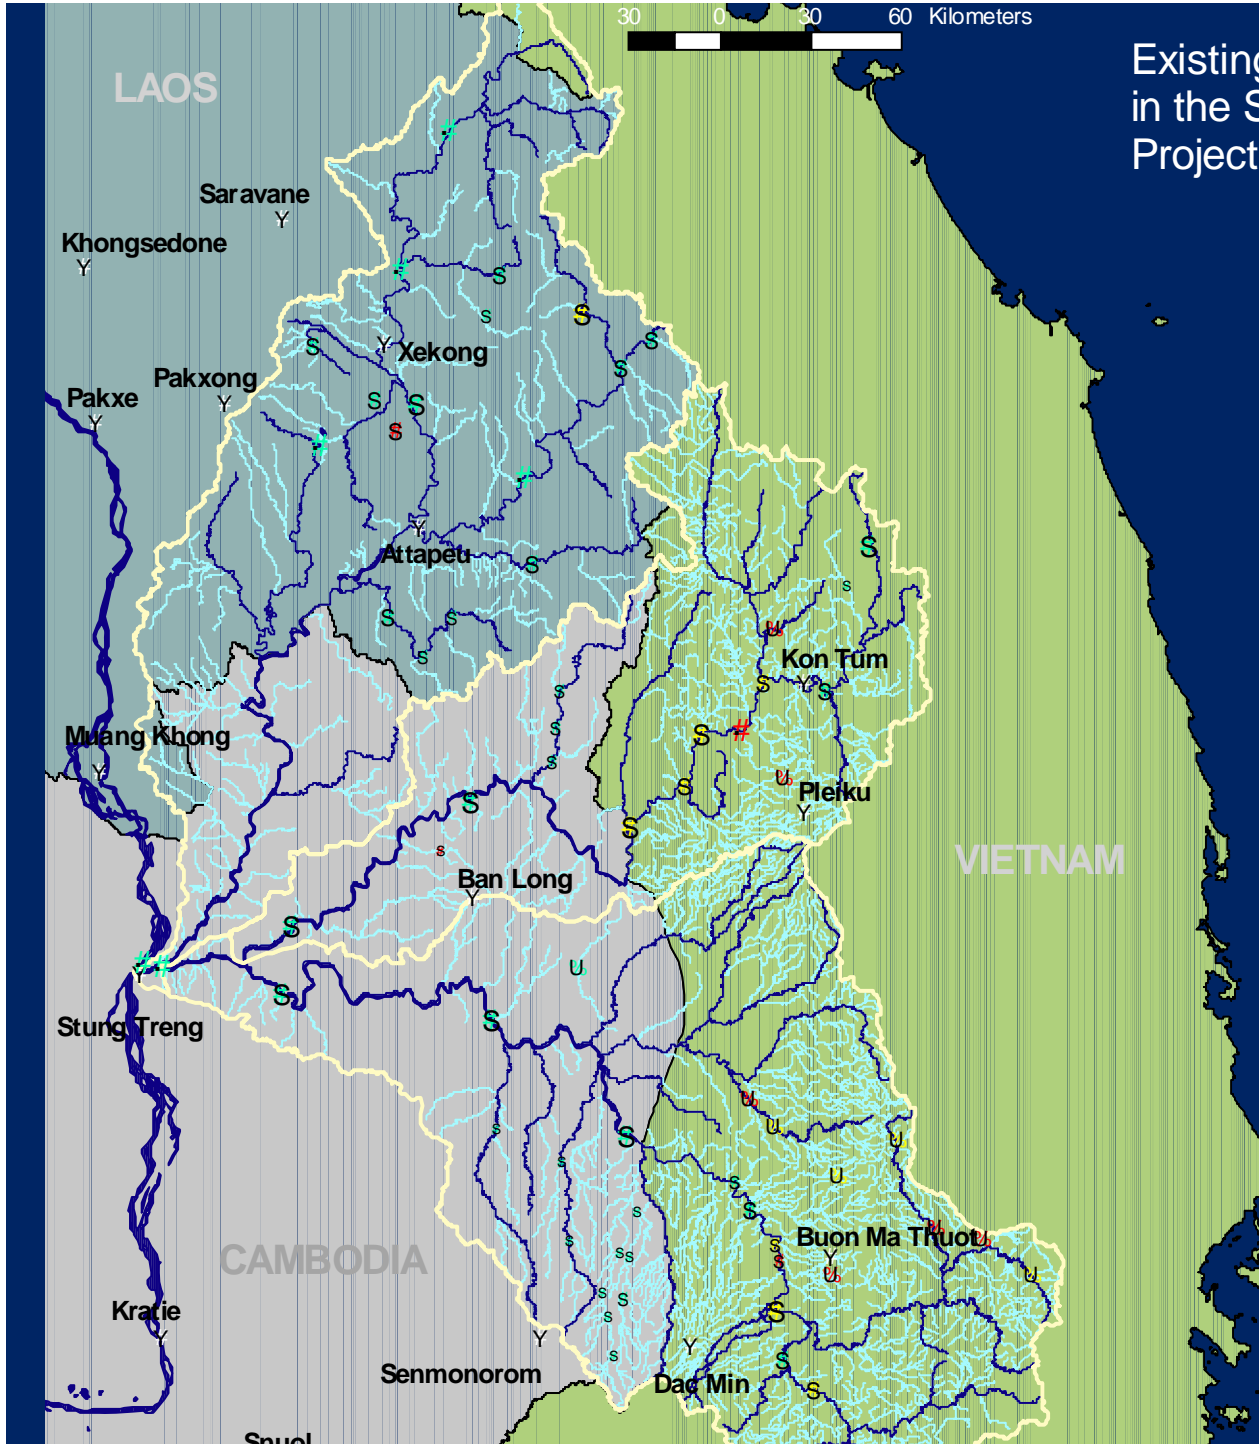 30 0 30 60 Kilometers
Existing
in the S
Project
LAOS
Saravane
Khongsedone
Xekong
Pakxong
Pakxe
Attapeu
Kon Tum
Muang Khong
Pleiku
VIETNAM
Ban Long
Stung Treng
Buon Ma Thuot
CAMBODIA
Kratie
Senmonorom
Dac Min
Snuol